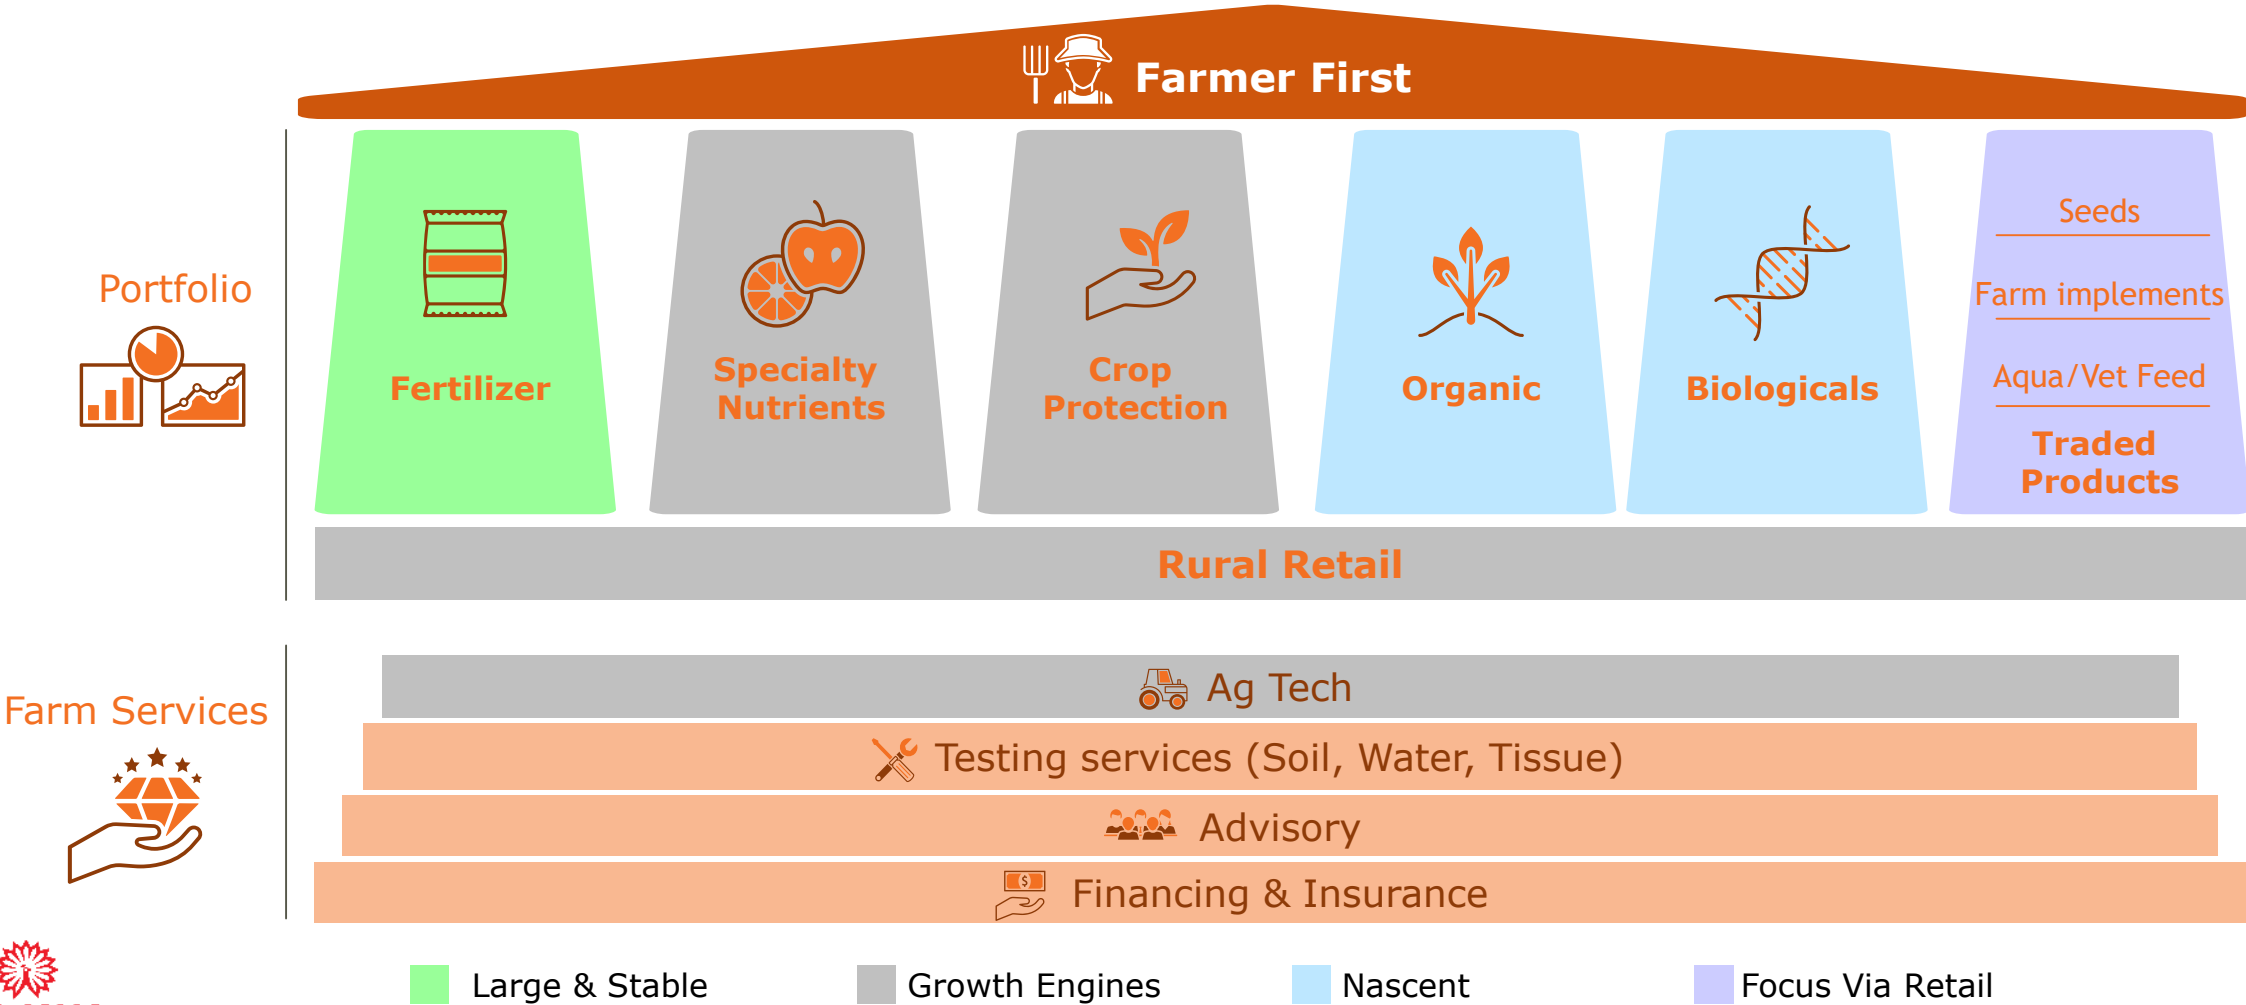 Farmer First
Portfolio
Fertilizer
Specialty
Nutrients
Crop
Protection
Organic
Biologicals
Seeds
Farm implements
Aqua/Vet Feed
Traded
Products
Rural Retail
Farm Services
Ag Tech
Testing services (Soil, Water, Tissue)
Advisory
$
Financing & Insurance
Large & Stable
Growth Engines
Nascent
Focus Via Retail